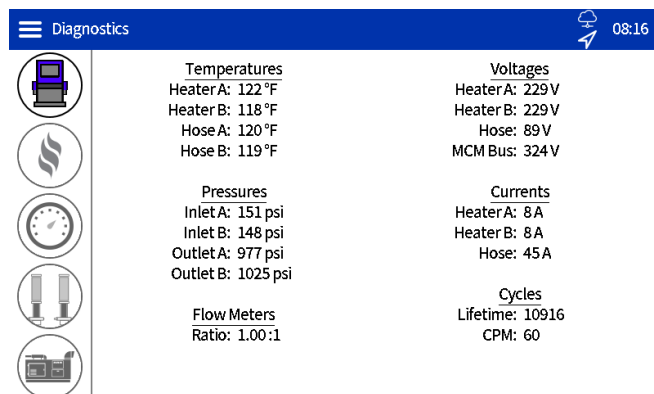 Diagnostics
08:16
Temperatures
Heater A: 122 °F
Heater B: 118 °F
Hose A: 120 °F
Hose B: 119 °F
Pressures
Inlet A: 151 psi
Inlet B: 148 psi
Outlet A: 977 psi
Outlet B: 1025 psi
Flow Meters
Ratio: 1.00 :1
Voltages
Heater A: 229 V
Heater B: 229 V
Hose: 89 V
MCM Bus: 324 V
Currents
Heater A: 8 A
Heater B: 8 A
Hose: 45 A
Cycles
Lifetime: 10916
CPM: 60